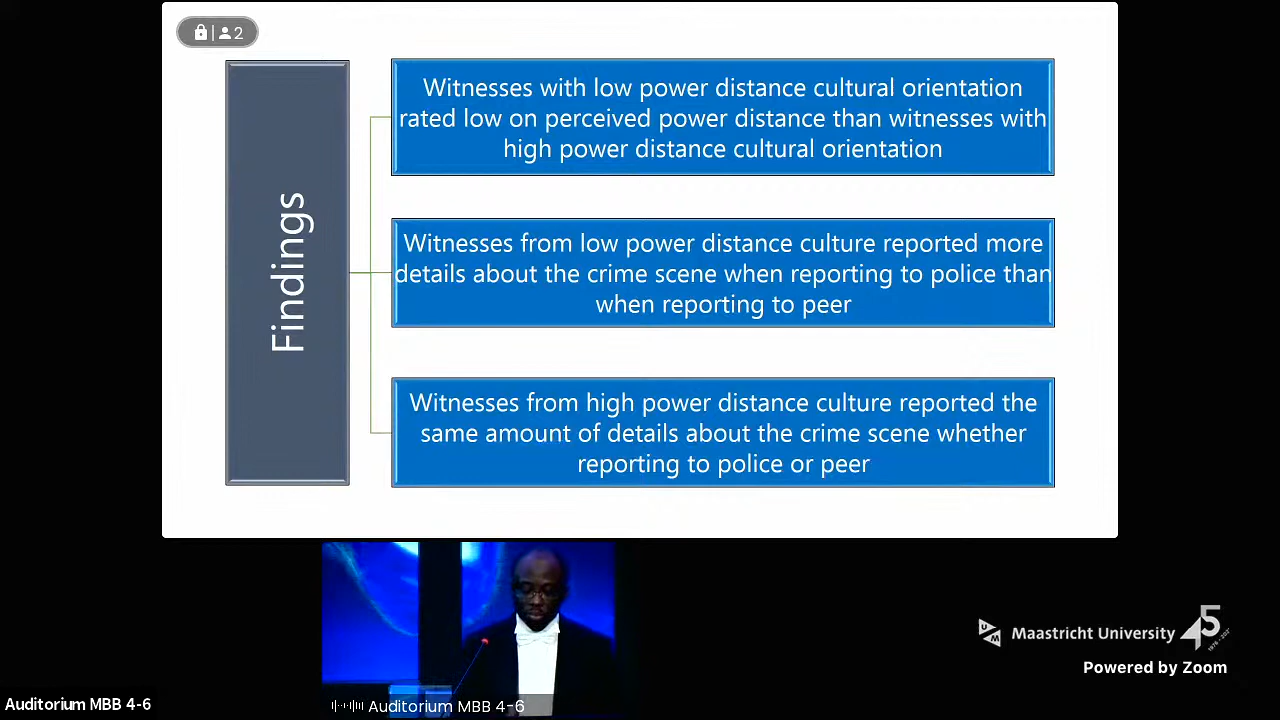 2
Findings
Witnesses with low power distance cultural orientation
rated low on perceived power distance than witnesses with
high power distance cultural orientation
Witnesses from low power distance culture reported more
details about the crime scene when reporting to police than
when reporting to peer
Witnesses from high power distance culture reported the
same amount of details about the crime scene whether
reporting to police or peer
UM
Maastricht University
45
Powered by Zoom
Auditorium MBB 4-6
Auditorium MBB 4-6